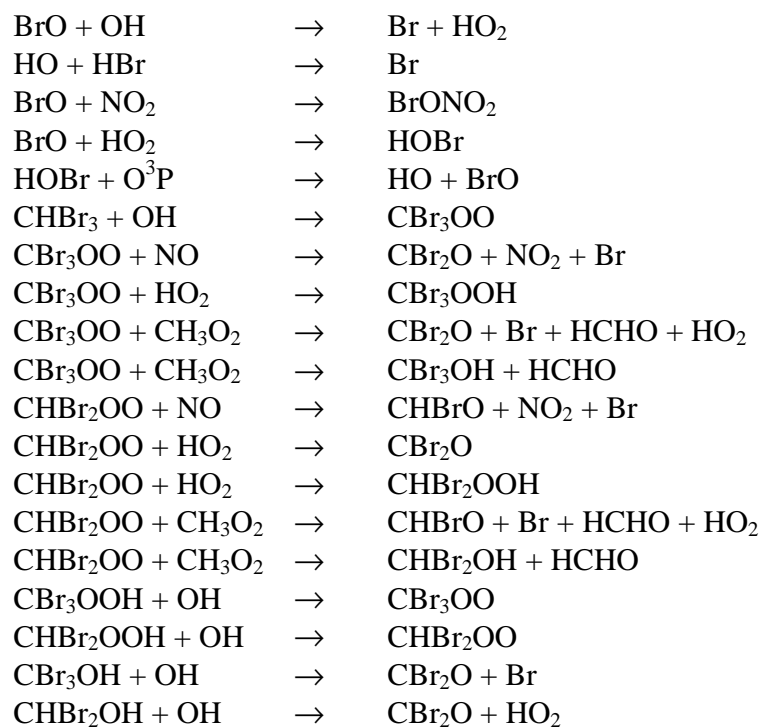 BrO + OH → Br + HO₂
HO + HBr → Br
BrO + NO₂ → BrONO₂
BrO + HO₂ → HOBr
HOBr + O³P → HO + BrO
CHBr₃ + OH → CBr₃OO
CBr₃OO + NO → CBr₂O + NO₂ + Br
CBr₃OO + HO₂ → CBr₃OOH
CBr₃OO + CH₃O₂ → CBr₂O + Br + HCHO + HO₂
CBr₃OO + CH₃O₂ → CBr₃OH + HCHO
CHBr₂OO + NO → CHBrO + NO₂ + Br
CHBr₂OO + HO₂ → CBr₂O
CHBr₂OO + HO₂ → CHBr₂OOH
CHBr₂OO + CH₃O₂ → CHBrO + Br + HCHO + HO₂
CHBr₂OO + CH₃O₂ → CHBr₂OH + HCHO
CBr₃OOH + OH → CBr₃OO
CHBr₂OOH + OH → CHBr₂OO
CBr₃OH + OH → CBr₂O + Br
CHBr₂OH + OH → CBr₂O + HO₂